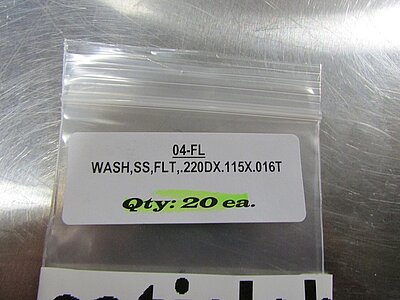 04-FL
WASH,SS,FLT,.220DX.115X.016T
Qty: 20 ea.